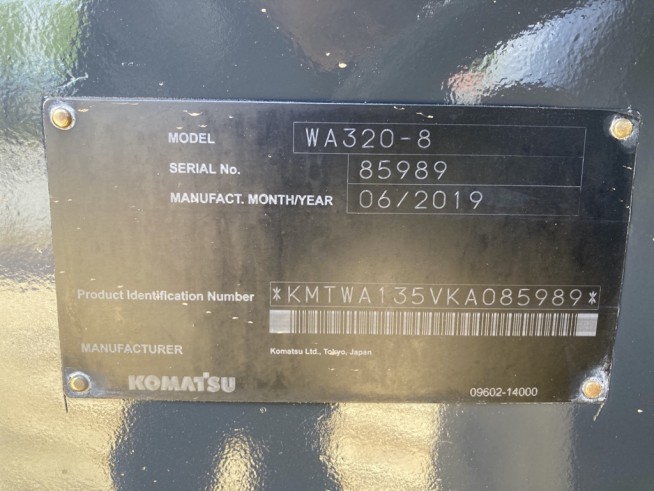 MODEL WA320-8
SERIAL No. 85989
MANUFACT. MONTH/YEAR 06/2019
Product Identification Number *KMTWA135VKA085989*
MANUFACTURER Komatsu Ltd., Tokyo, Japan
KOMATSU 09602-14000